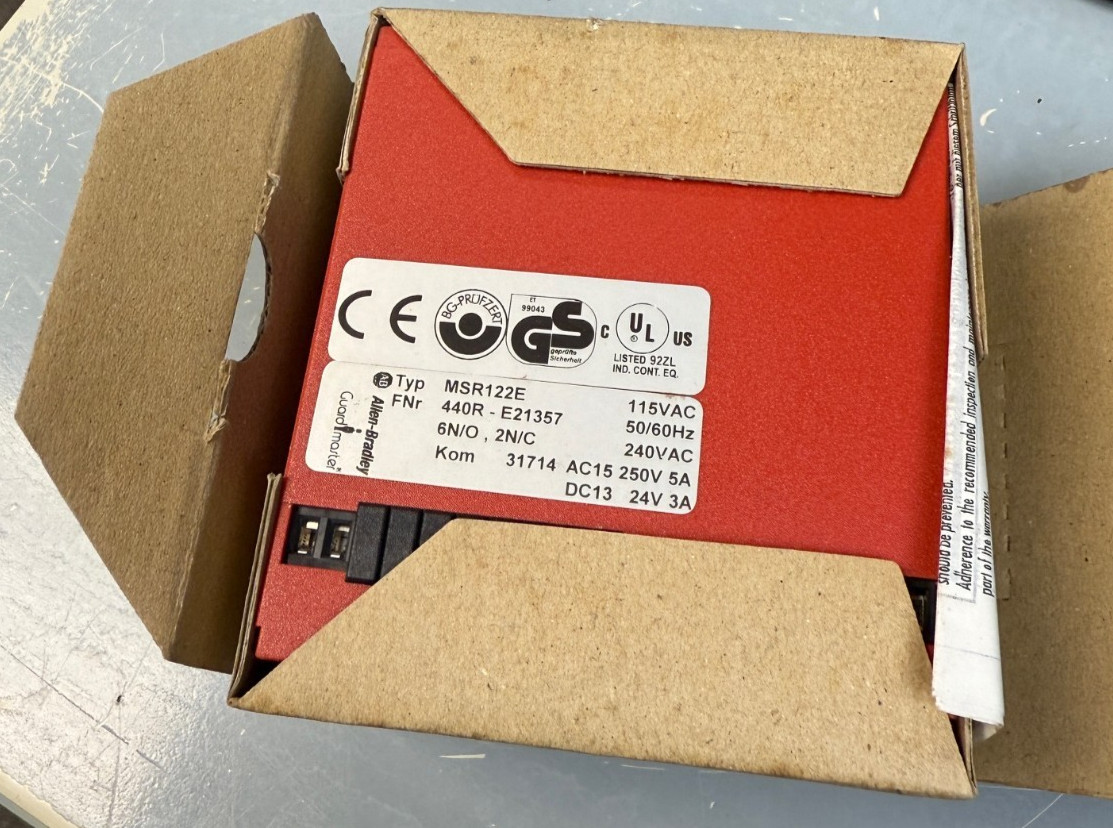 CE
BG-PRÜFZERT
ET
99043
GS
geprüfte
Sicherheit
C UL US
®
LISTED 92ZL
IND. CONT. EQ.
AB
Allen-Bradley
Guardmaster®
Typ MSR122E 115VAC
FNr 440R - E21357 50/60Hz
6N/O , 2N/C 240VAC
Kom 31714 AC15 250V 5A
DC13 24V 3A
should be prevented.
Adherence to the recommended inspection and
part of the warranty.